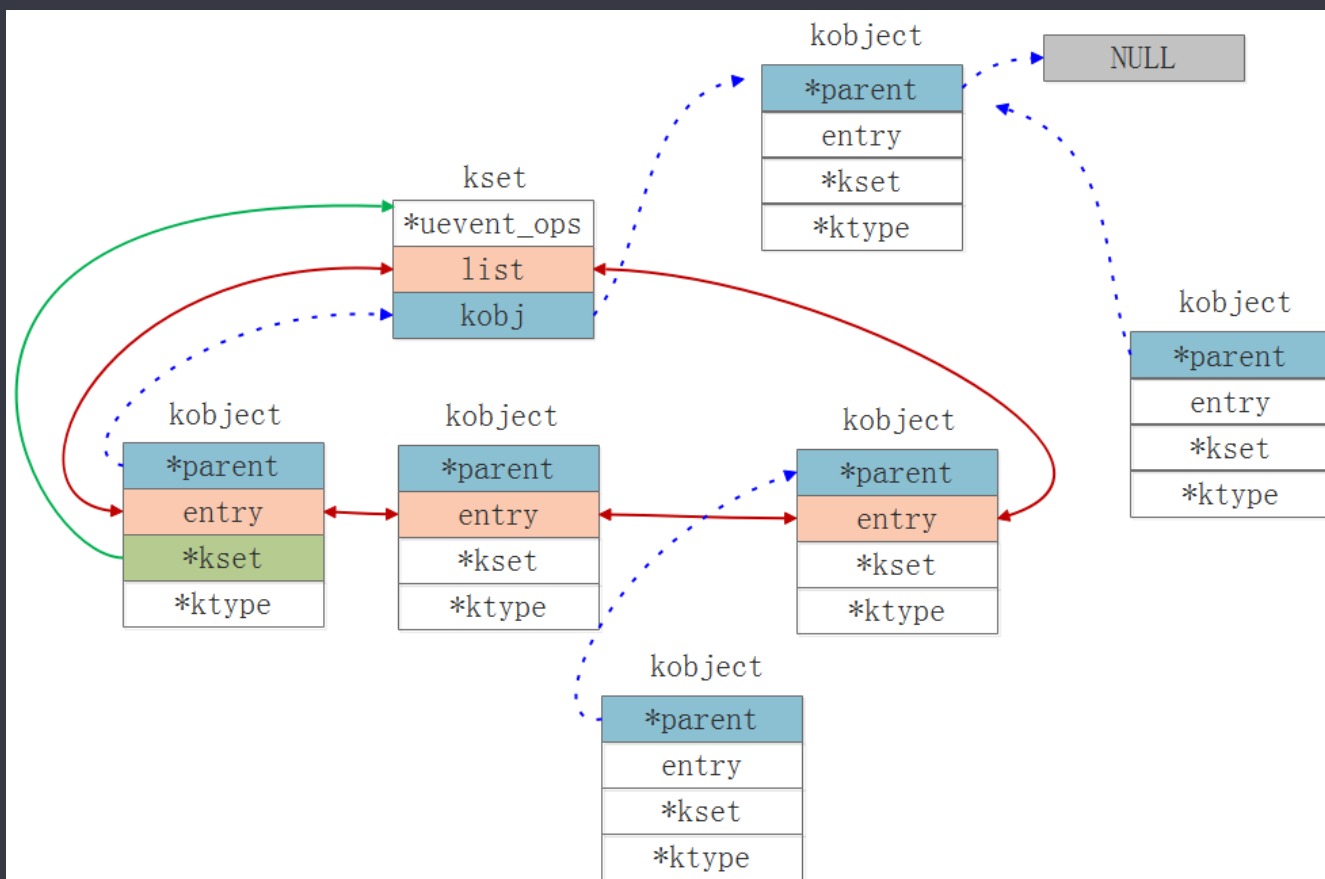 kobject
*parent
entry
*kset
*ktype
NULL
kset
*uevent_ops
list
kobj
kobject
*parent
entry
*kset
*ktype
kobject
*parent
entry
*kset
*ktype
kobject
*parent
entry
*kset
*ktype
kobject
*parent
entry
*kset
*ktype
kobject
*parent
entry
*kset
*ktype